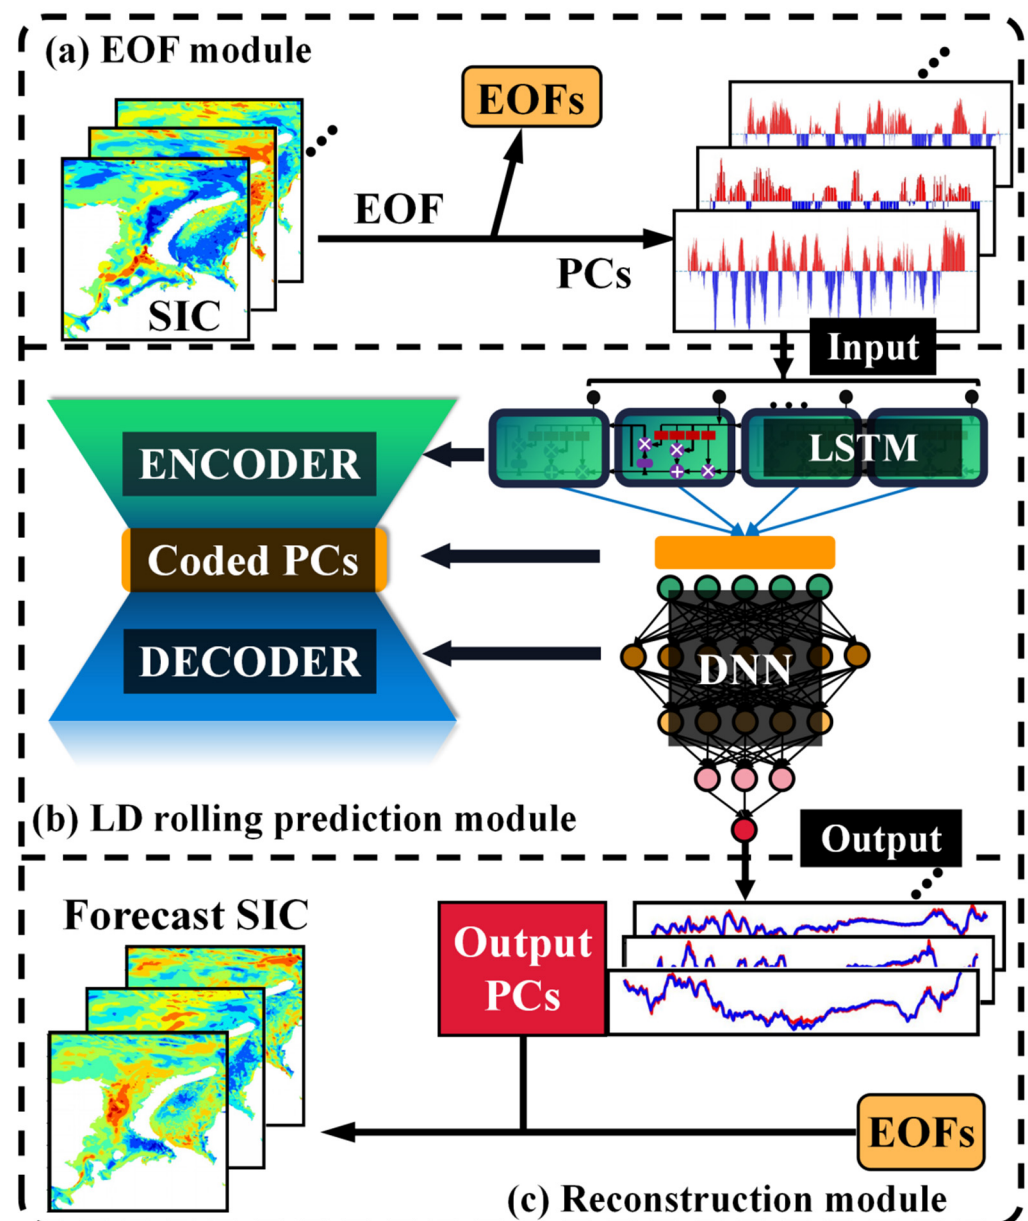 (a) EOF module
EOFs
EOF
PCs
SIC
Input
ENCODER
LSTM
Coded PCs
DECODER
DNN
(b) LD rolling prediction module
Output
Forecast SIC
Output
PCs
EOFs
(c) Reconstruction module